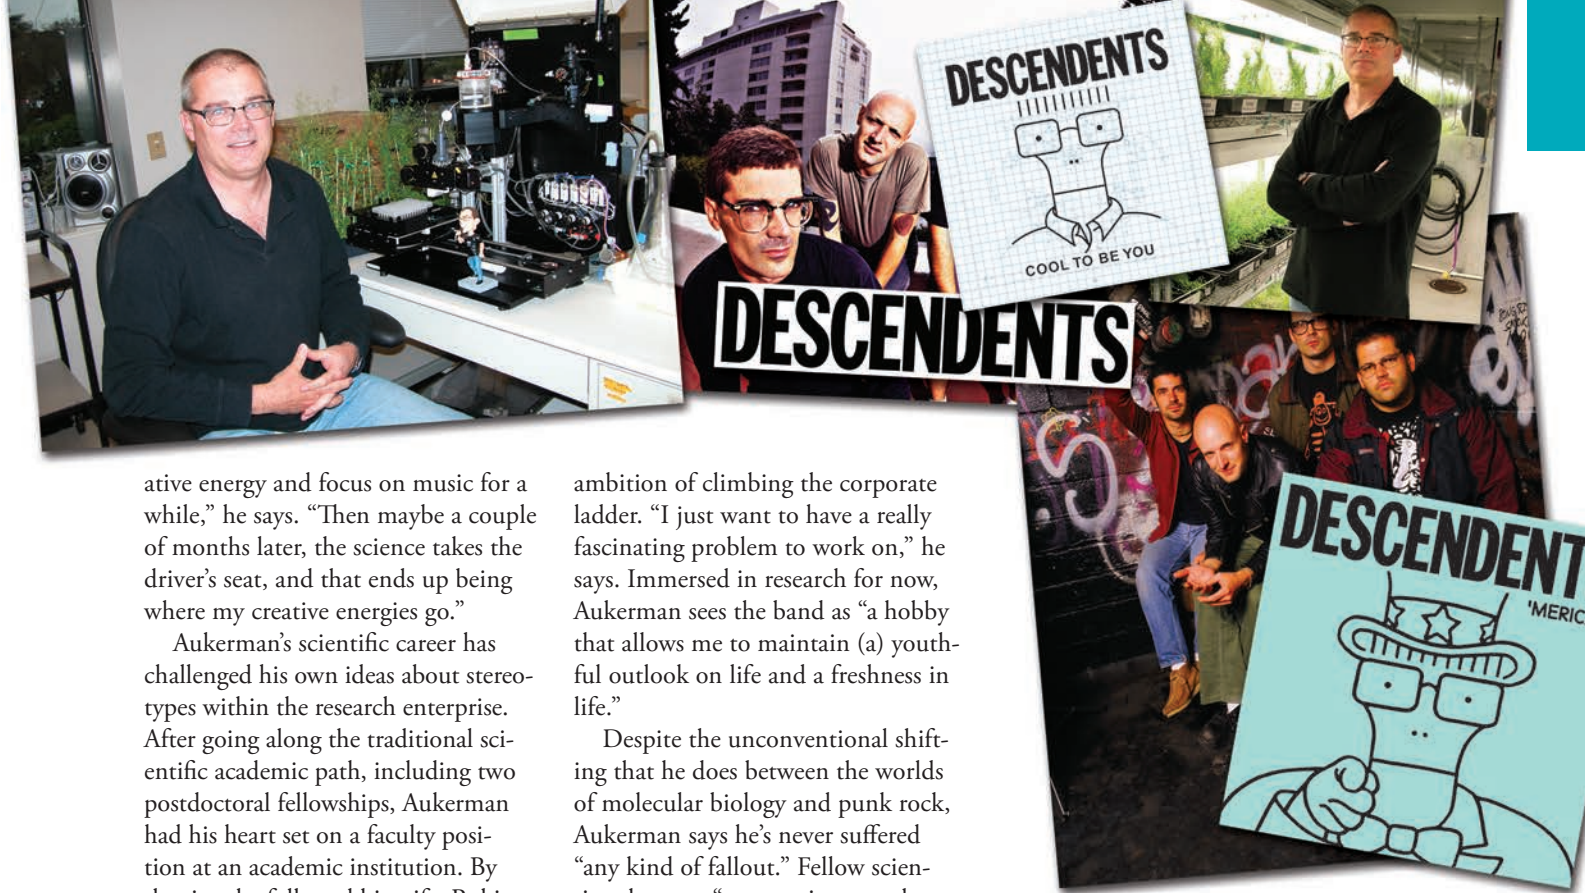 DESCENDENTS
DESCENDENTS
COOL TO BE YOU
DESCENDENT
'MERIC
ative energy and focus on music for a
while,” he says. “Then maybe a couple
of months later, the science takes the
driver’s seat, and that ends up being
where my creative energies go.”
Aukerman’s scientific career has
challenged his own ideas about stereo-
types within the research enterprise.
After going along the traditional sci-
entific academic path, including two
postdoctoral fellowships, Aukerman
had his heart set on a faculty posi-
tion at an academic institution. By
ambition of climbing the corporate
ladder. “I just want to have a really
fascinating problem to work on,” he
says. Immersed in research for now,
Aukerman sees the band as “a hobby
that allows me to maintain (a) youth-
ful outlook on life and a freshness in
life.”
Despite the unconventional shift-
ing that he does between the worlds
of molecular biology and punk rock,
Aukerman says he’s never suffered
“any kind of fallout.” Fellow scien-